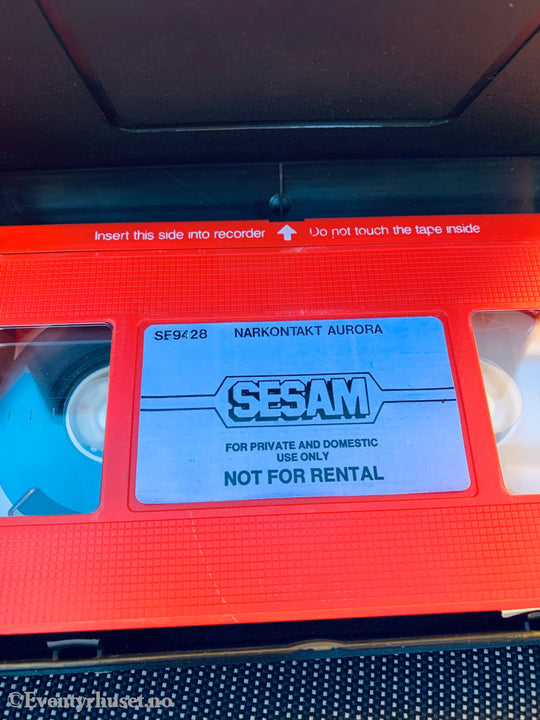 Insert this side into recorder Do not touch the tape inside
SE9428 NARKONTAKT AURORA
SESAM
FOR PRIVATE AND DOMESTIC
USE ONLY
NOT FOR RENTAL
©Eventyrhuset.no